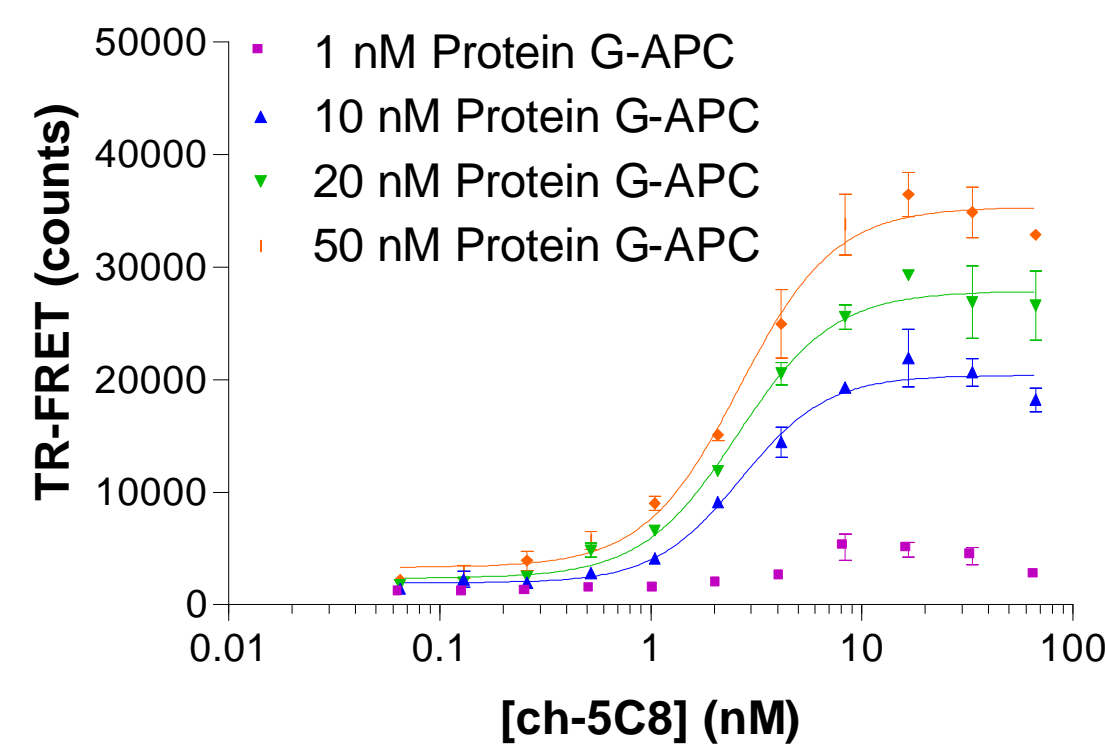 50000
40000
30000
20000
10000
0
TR-FRET (counts)
1 nM Protein G-APC
10 nM Protein G-APC
20 nM Protein G-APC
50 nM Protein G-APC
0.01 0.1 1 10 100
[ch-5C8] (nM)